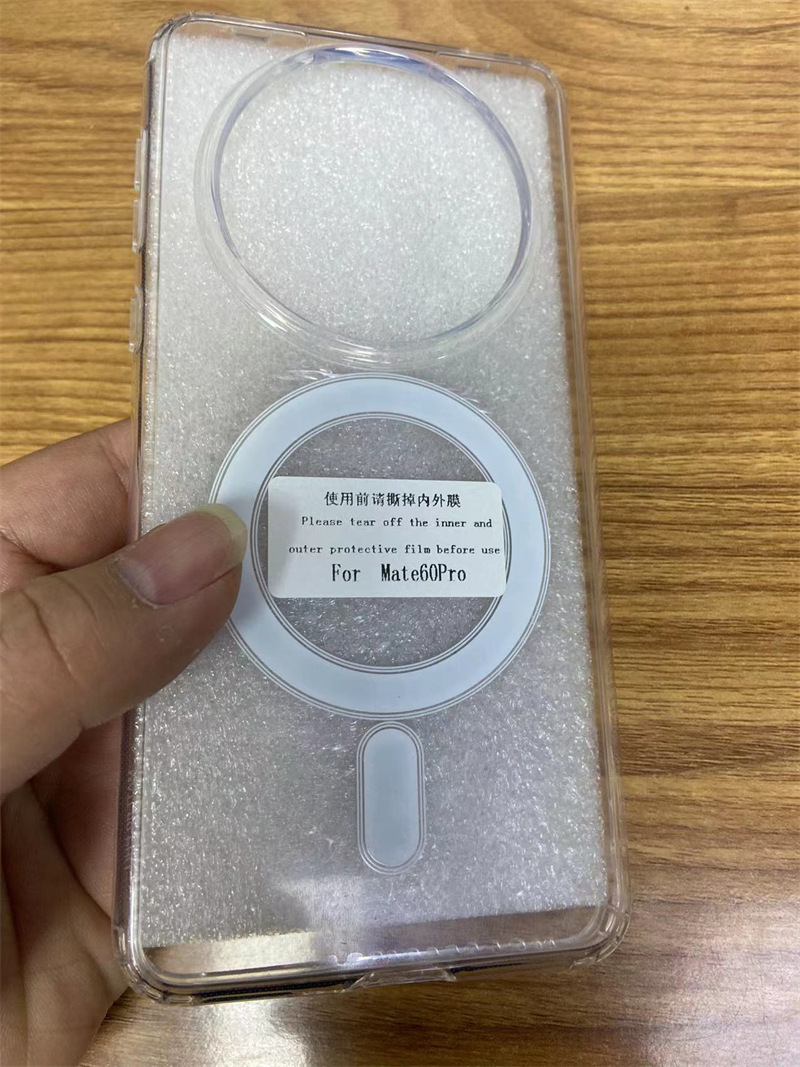 使用前请撕掉内外膜
Please tear off the inner and
outer protective film before use
For Mate60Pro